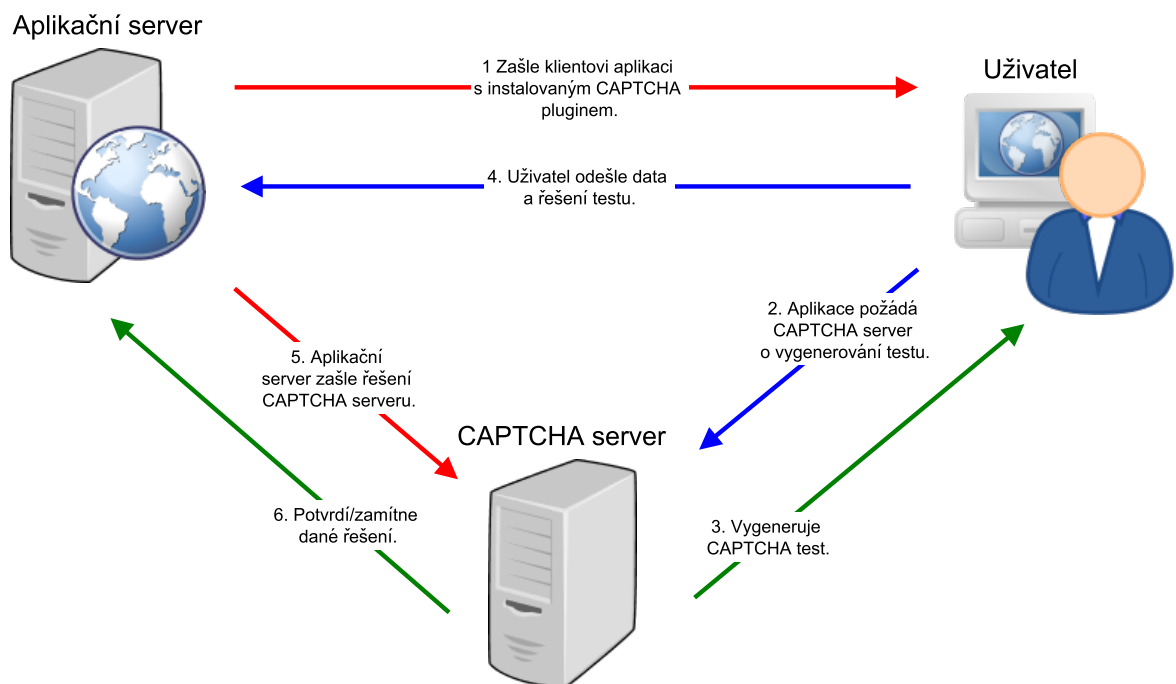 Aplikační server
1 Zašle klientovi aplikaci
s instalovaným CAPTCHA
pluginem.
Uživatel
4. Uživatel odešle data
a řešení testu.
2. Aplikace požádá
CAPTCHA server
o vygenerování testu.
5. Aplikační
server zašle řešení
CAPTCHA serveru.
CAPTCHA server
6. Potvrdí/zamítne
dané řešení.
3. Vygeneruje
CAPTCHA test.